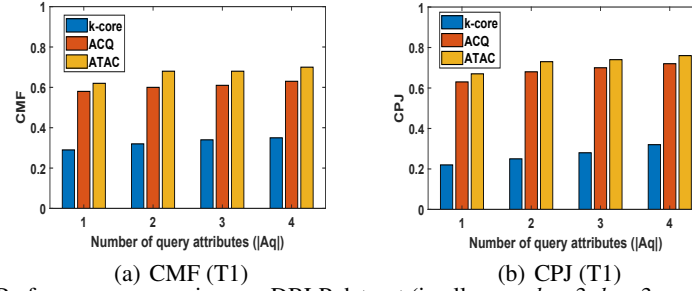 1
0.8
0.6
0.4
0.2
0
CMF
k-core
ACQ
ATAC
1 2 3 4
Number of query attributes (|Aq|)
(a) CMF (T1)
1
0.8
0.6
0.4
0.2
0
CPJ
k-core
ACQ
ATAC
1 2 3 4
Number of query attributes (|Aq|)
(b) CPJ (T1)